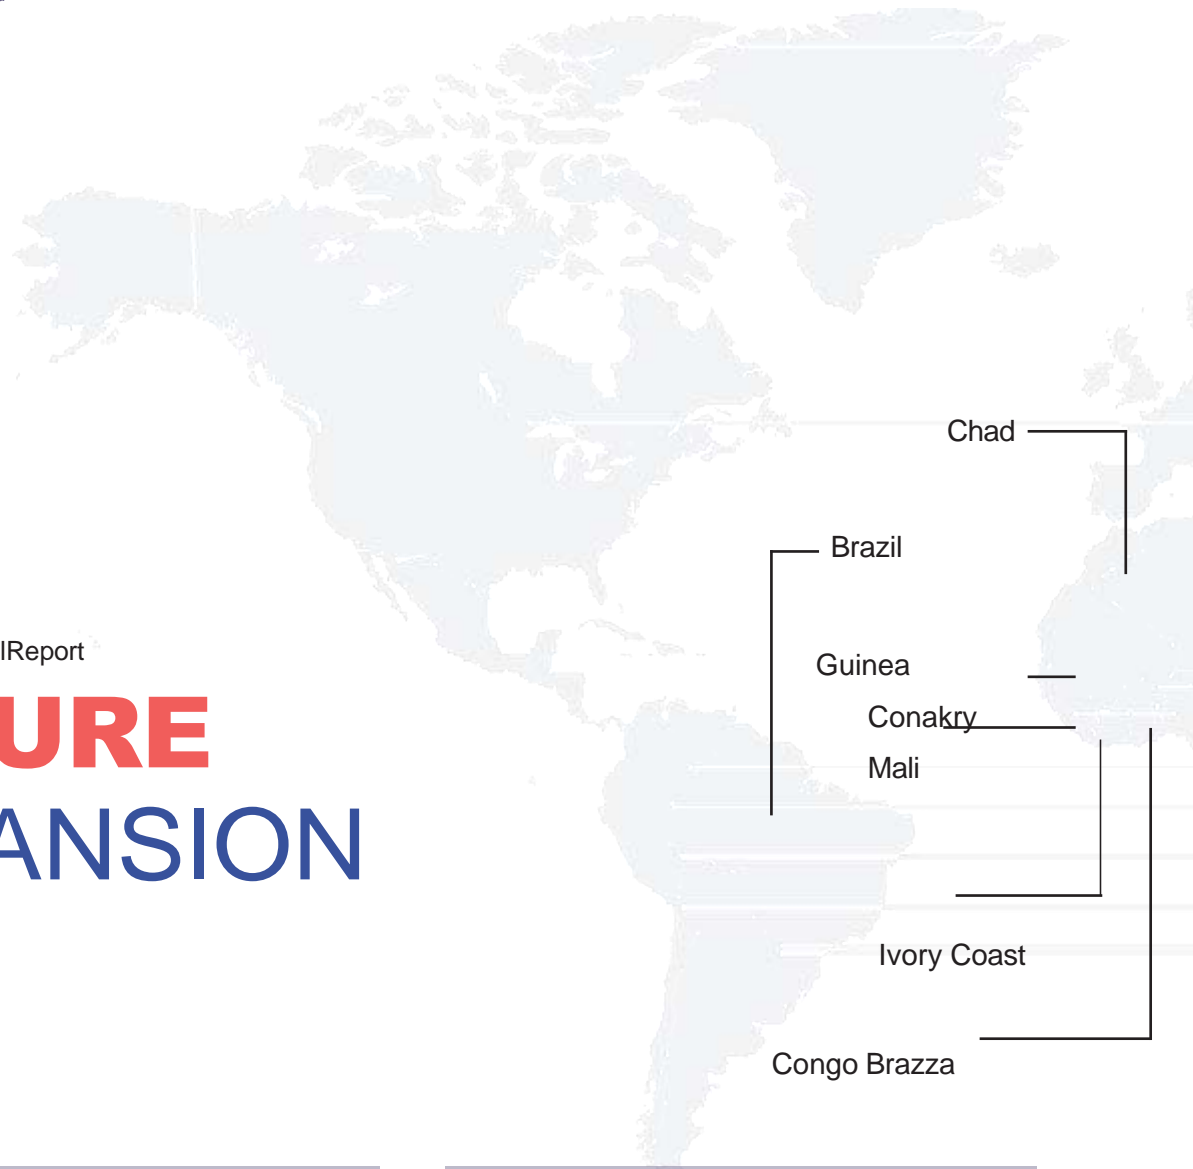 Chad
Brazil
lReport
URE
ANSION
Guinea
Conakry
Mali
Ivory Coast
Congo Brazza